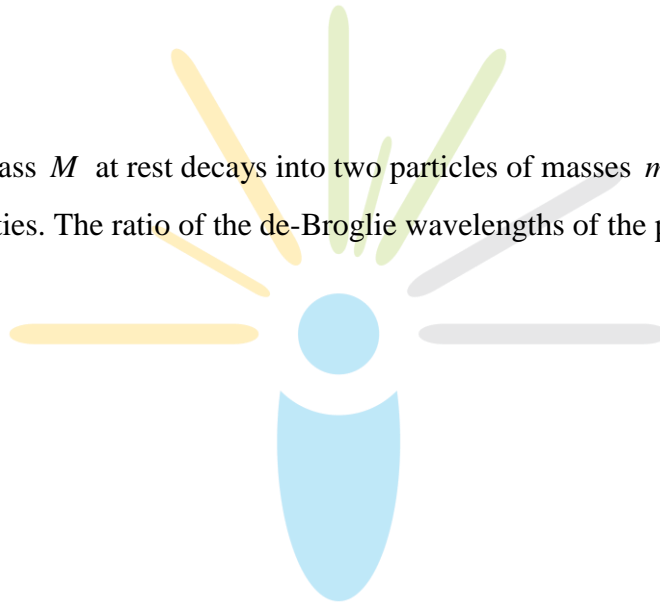 ass M at rest decays into two particles of masses m
ties. The ratio of the de-Broglie wavelengths of the p